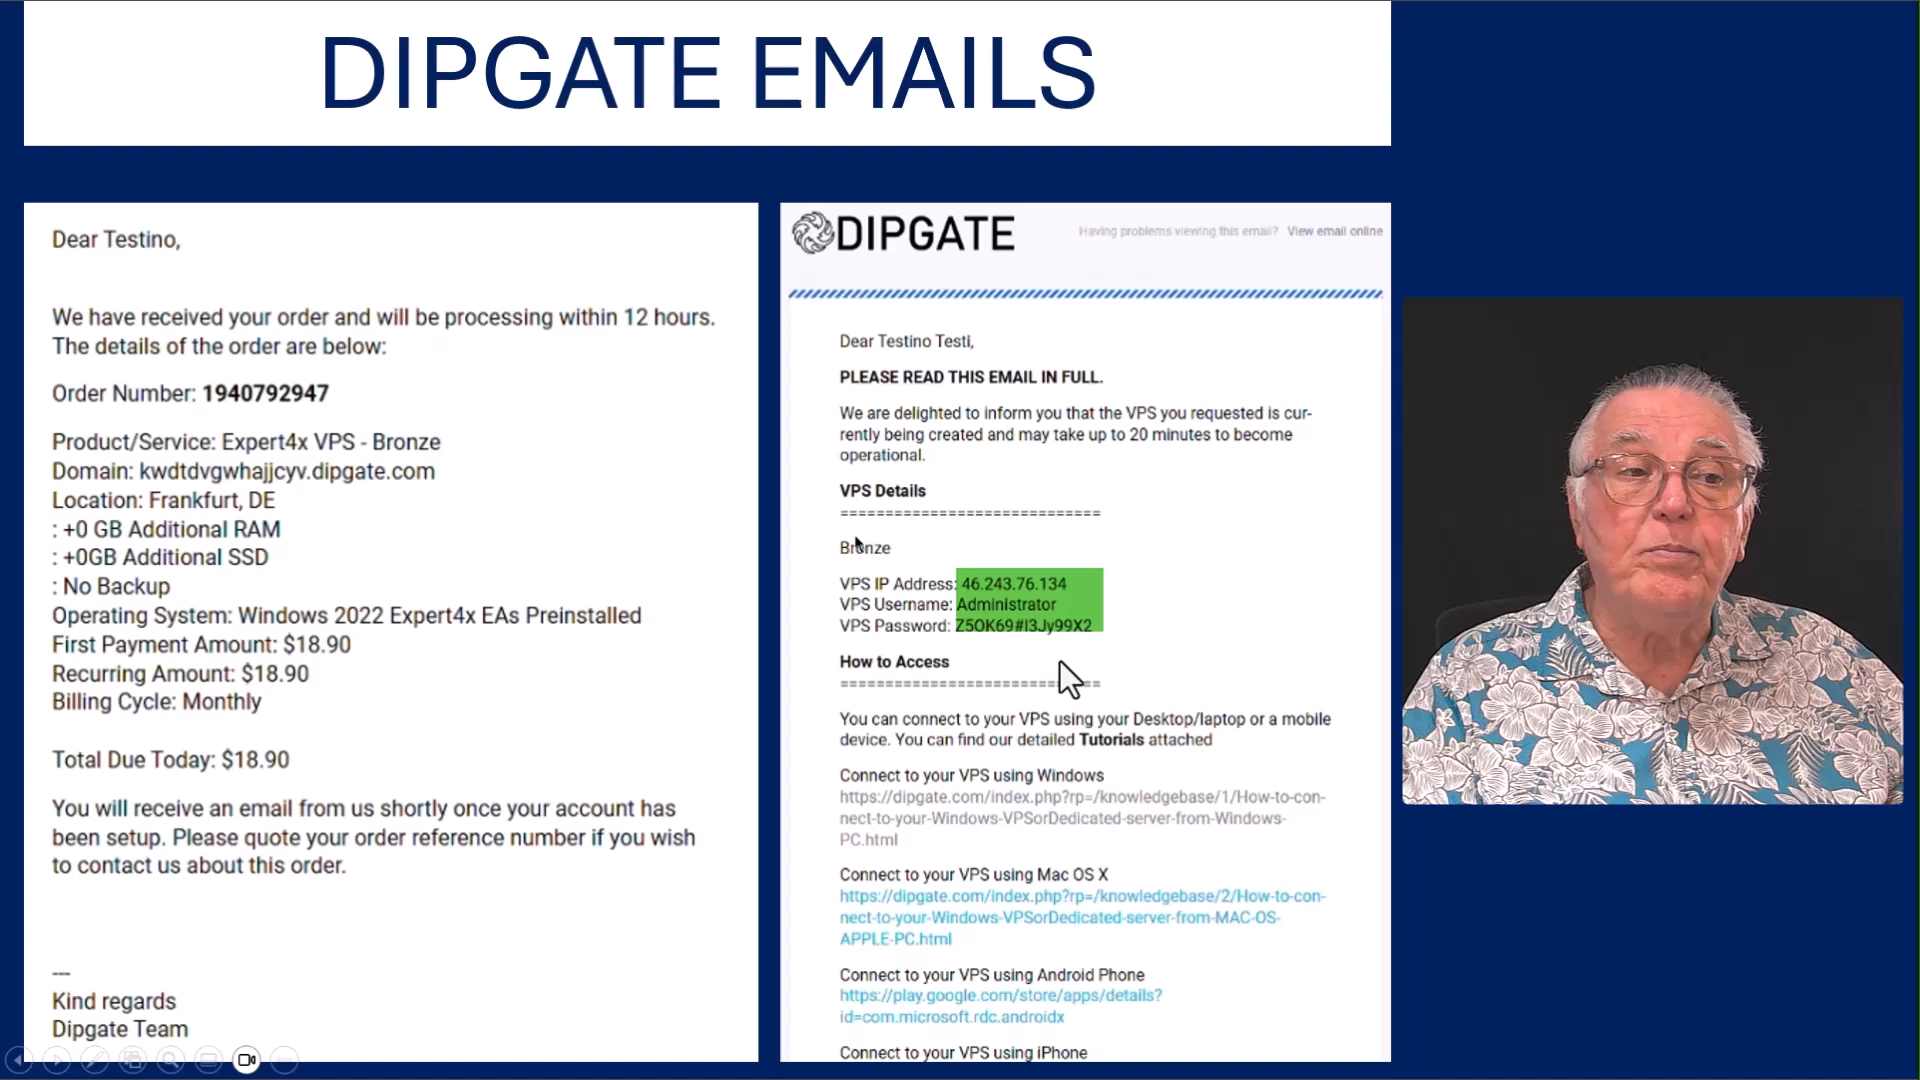 DIPGATE EMAILS
Dear Testino,
We have received your order and will be processing within 12 hours.
The details of the order are below:
Order Number: 1940792947
Product/Service: Expert4x VPS - Bronze
Domain: kwdtdvgwhajjcyv.dipgate.com
Location: Frankfurt, DE
: +0 GB Additional RAM
: +0GB Additional SSD
: No Backup
Operating System: Windows 2022 Expert4x EAs Preinstalled
First Payment Amount: $18.90
Recurring Amount: $18.90
Billing Cycle: Monthly
Total Due Today: $18.90
You will receive an email from us shortly once your account has
been setup. Please quote your order reference number if you wish
to contact us about this order.
---
Kind regards
Dipgate Team
DIPGATE
Having problems viewing this email? View email online
Dear Testino Testi,
PLEASE READ THIS EMAIL IN FULL.
We are delighted to inform you that the VPS you requested is cur-
rently being created and may take up to 20 minutes to become
operational.
VPS Details
=============================
Bronze
VPS IP Address: 46.243.76.134
VPS Username: Administrator
VPS Password: Z5OK69#I3Jy99X2
How to Access
=============================
You can connect to your VPS using your Desktop/laptop or a mobile
device. You can find our detailed Tutorials attached
Connect to your VPS using Windows
https://dipgate.com/index.php?rp=/knowledgebase/1/How-to-con-
nect-to-your-Windows-VPSorDedicated-server-from-Windows-
PC.html
Connect to your VPS using Mac OS X
https://dipgate.com/index.php?rp=/knowledgebase/2/How-to-con-
nect-to-your-Windows-VPSorDedicated-server-from-MAC-OS-
APPLE-PC.html
Connect to your VPS using Android Phone
https://play.google.com/store/apps/details?
id=com.microsoft.rdc.androidx
Connect to your VPS using iPhone